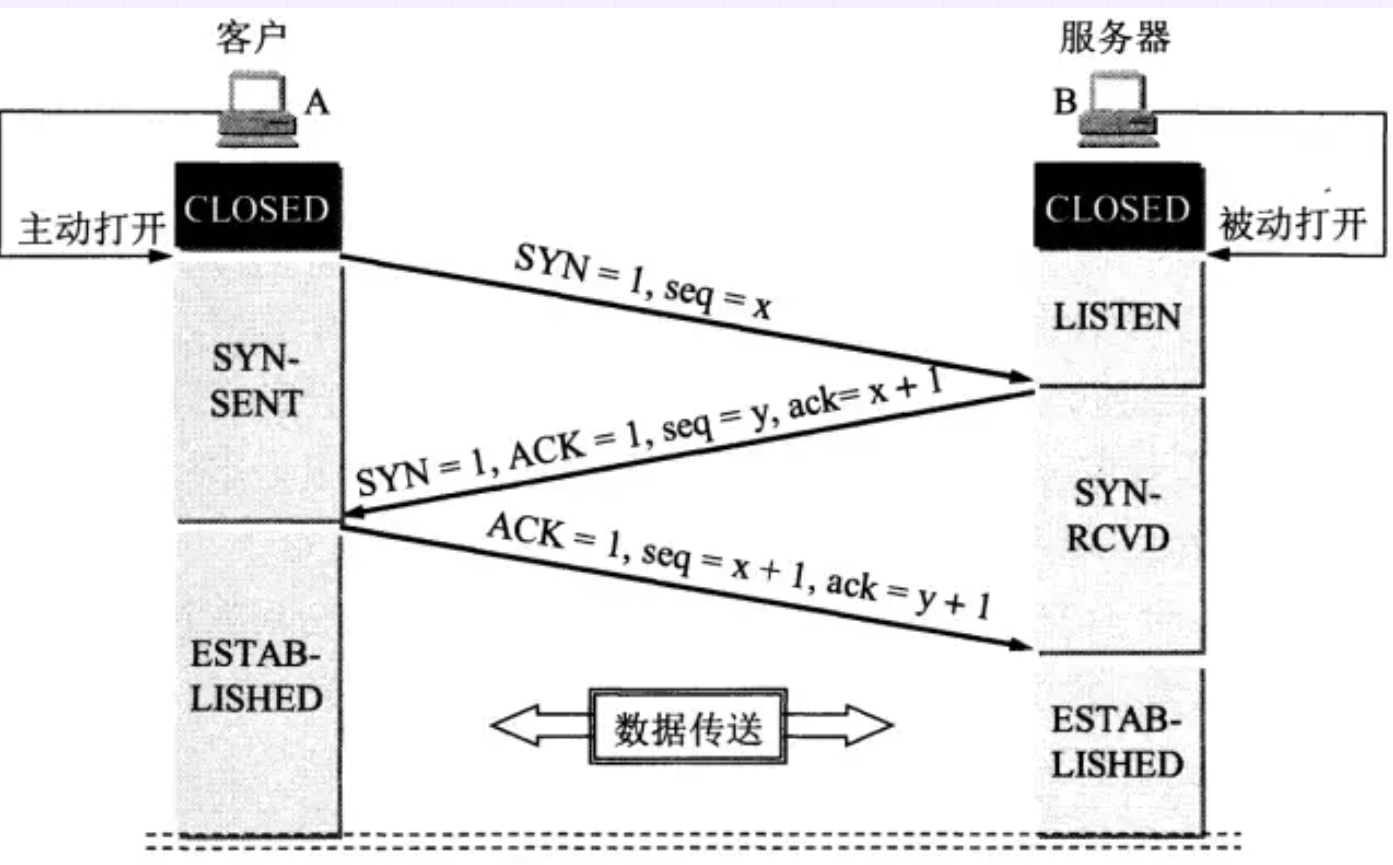 客户
服务器
A
B
CLOSED
CLOSED
主动打开
被动打开
SYN = 1, seq = x
LISTEN
SYN-
SENT
SYN = 1, ACK = 1, seq = y, ack= x + 1
SYN-
RCVD
ACK = 1, seq = x + 1, ack = y + 1
ESTAB-
LISHED
数据传送
ESTAB-
LISHED